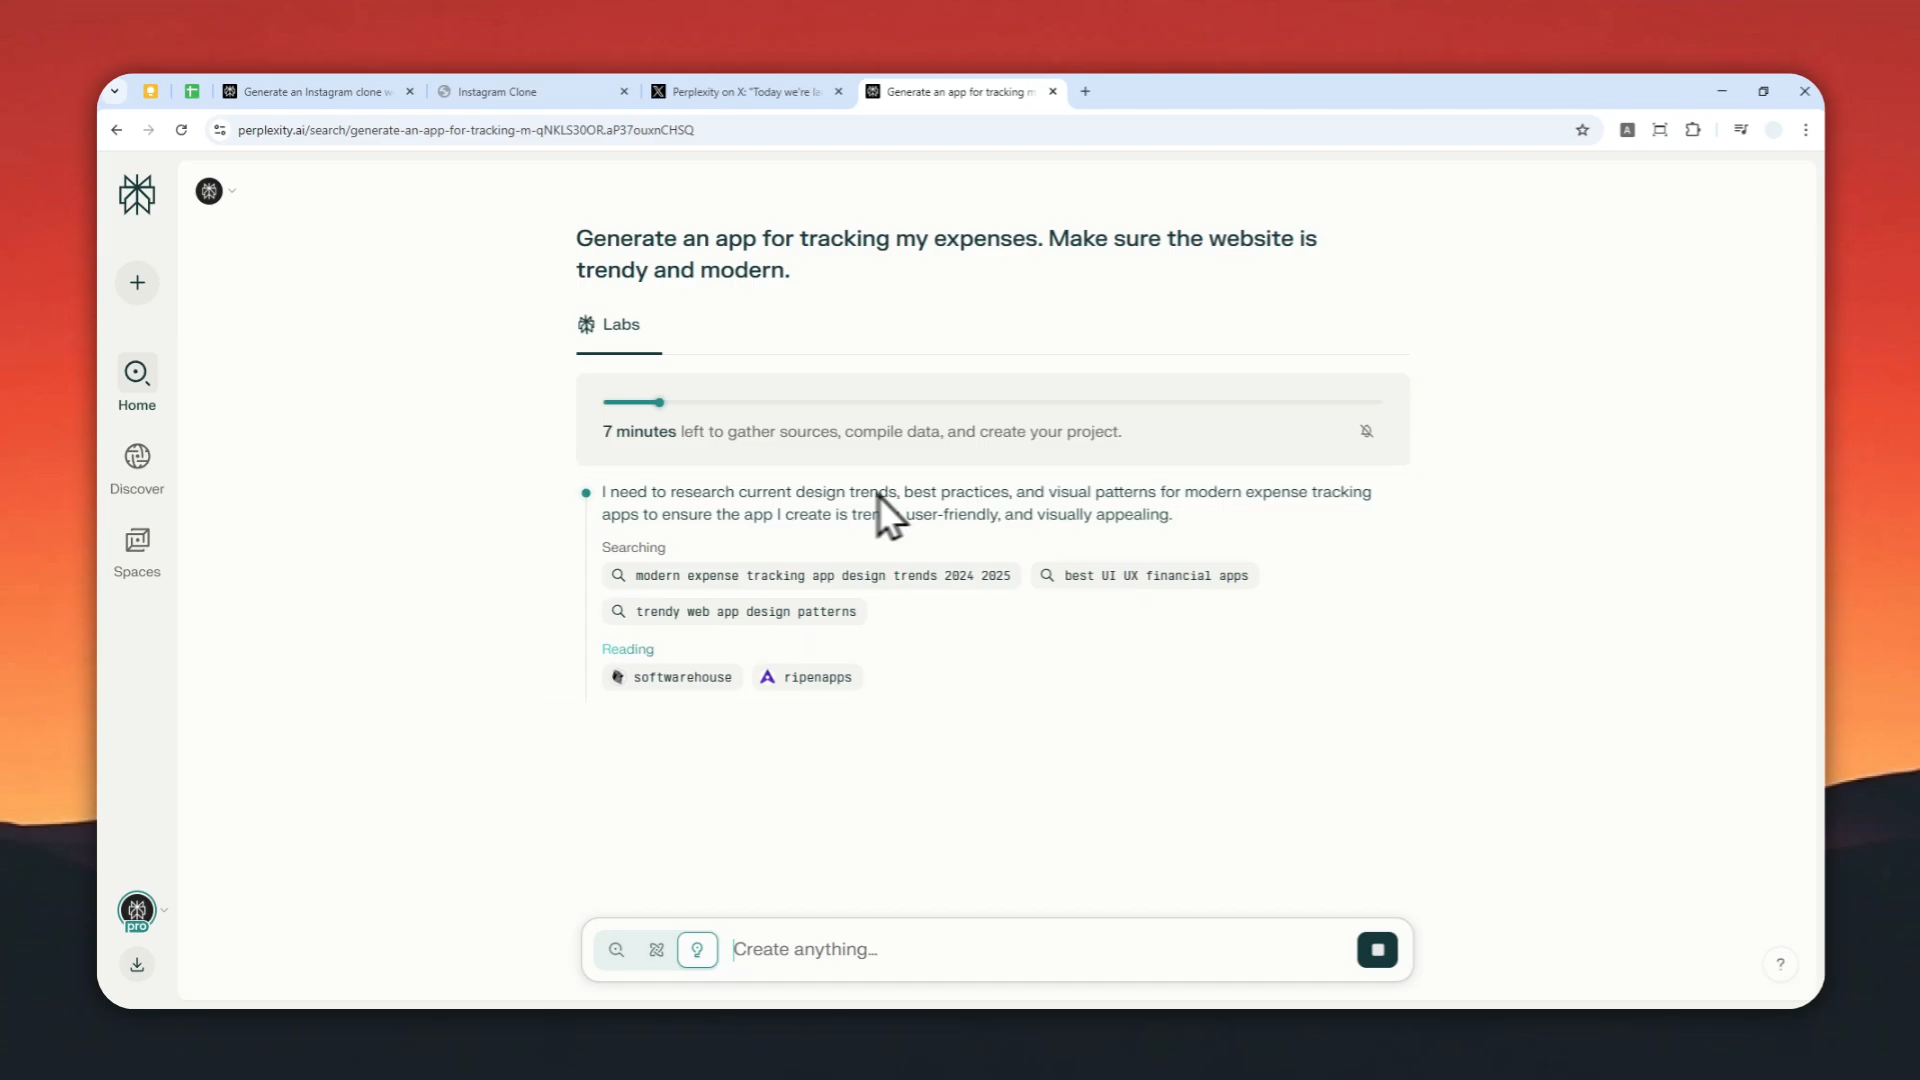 Generate an Instagram clone w
Instagram Clone
Perplexity on X: "Today we're la
Generate an app for tracking m
perplexity.ai/search/generate-an-app-for-tracking-m-qNKLS30OR.aP37ouxnCHSQ
A
Generate an app for tracking my expenses. Make sure the website is
trendy and modern.
Labs
7 minutes left to gather sources, compile data, and create your project.
I need to research current design trends, best practices, and visual patterns for modern expense tracking
apps to ensure the app I create is tren user-friendly, and visually appealing.
Searching
modern expense tracking app design trends 2024 2025
best UI UX financial apps
trendy web app design patterns
Reading
softwarehouse
ripenapps
Home
Discover
Spaces
pro
Create anything...
?